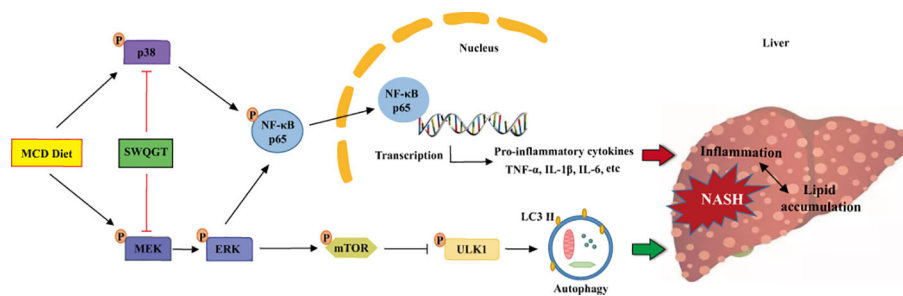 Nucleus
Liver
P
p38
P
NF-κB
p65
NF-κB
p65
MCD Diet
SWQGT
Transcription
Pro-inflammatory cytokines
TNF-α, IL-1β, IL-6, etc
Inflammation
NASH
Lipid
accumulation
P
MEK
P
ERK
P
mTOR
P
ULK1
LC3 II
Autophagy